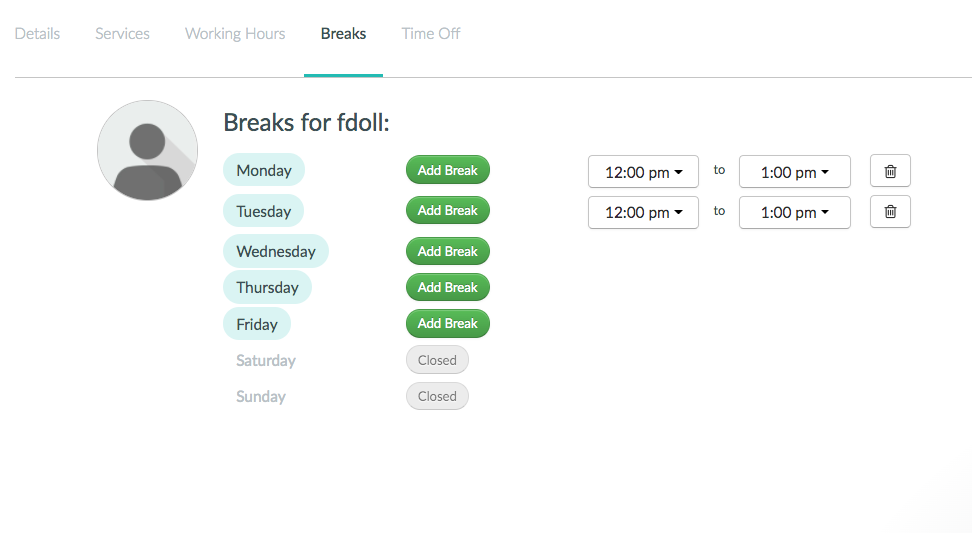 Details Services Working Hours Breaks Time Off
Breaks for fdoll:
Monday Add Break 12:00 pm to 1:00 pm
Tuesday Add Break 12:00 pm to 1:00 pm
Wednesday Add Break
Thursday Add Break
Friday Add Break
Saturday Closed
Sunday Closed